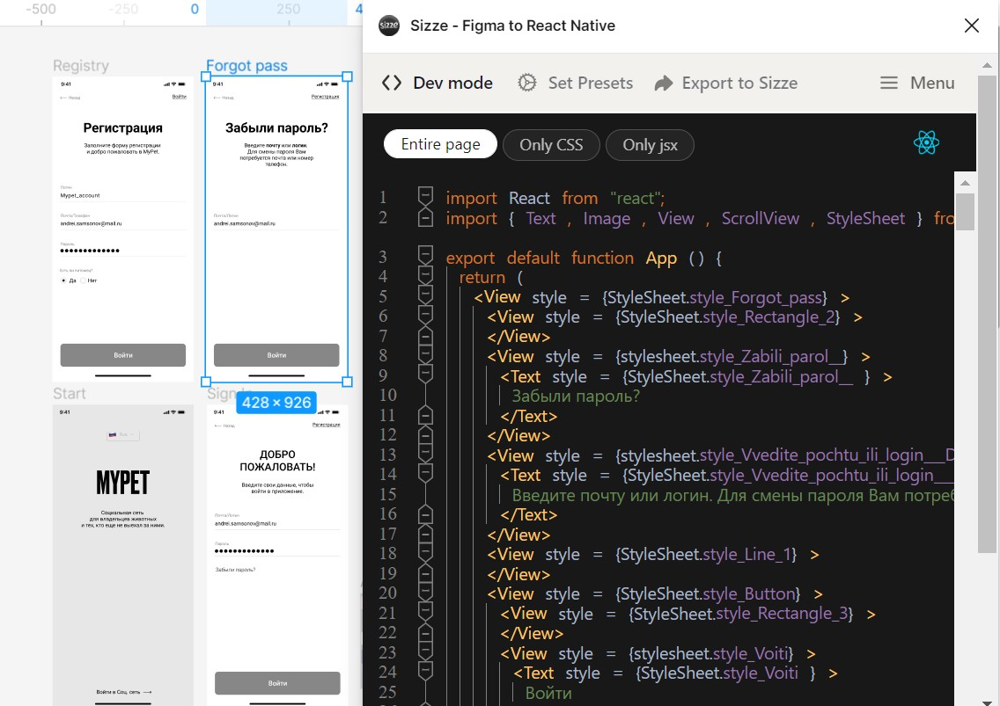 -500
-250
0
250
Registry
Forgot pass
9:41
9:41
Назад
Войти
Назад
Регистрация
Регистрация
Забыли пароль?
Заполните форму регистрации
и добро пожаловать в MyPet.
Введите почту или логин.
Для смены пароля Вам
потребуется почта или номер
телефон.
Логин
Mypet_account
Почта/Телефон
andrei.samsonov@mail.ru
Почта/Логин
andrei.samsonov@mail.ru
Пароль
Есть ли питомец?
Да
Нет
Войти
Войти
Start
Sign
428 × 926
9:41
9:41
Назад
Регистрация
MYPET
ДОБРО
ПОЖАЛОВАТЬ!
Введите свои данные, чтобы
войти в приложение.
Социальная сеть
для владельцев животных
и тех, кто еще не выехал за ними.
Почта/Логин
andrei.samsonov@mail.ru
Пароль
Забыли пароль?
Войти
Войти в Соц. сеть
sizze
Sizze - Figma to React Native
Dev mode
Set Presets
Export to Sizze
Menu
Entire page
Only CSS
Only jsx
1 import React from "react";
2 import { Text , Image , View , ScrollView , StyleSheet } fro
3 export default function App () {
4 return (
5 <View style = {StyleSheet.style_Forgot_pass} >
6 <View style = {StyleSheet.style_Rectangle_2} >
7 </View>
8 <View style = {stylesheet.style_Zabili_parol__} >
9 <Text style = {StyleSheet.style_Zabili_parol__ } >
10 Забыли пароль?
11 </Text>
12 </View>
13 <View style = {stylesheet.style_Vvedite_pochtu_ili_login___D
14 <Text style = {StyleSheet.style_Vvedite_pochtu_ili_login___
15 Введите почту или логин. Для смены пароля Вам потреб
16 </Text>
17 </View>
18 <View style = {StyleSheet.style_Line_1} >
19 </View>
20 <View style = {StyleSheet.style_Button} >
21 <View style = {StyleSheet.style_Rectangle_3} >
22 </View>
23 <View style = {stylesheet.style_Voiti} >
24 <Text style = {StyleSheet.style_Voiti } >
25 Войти